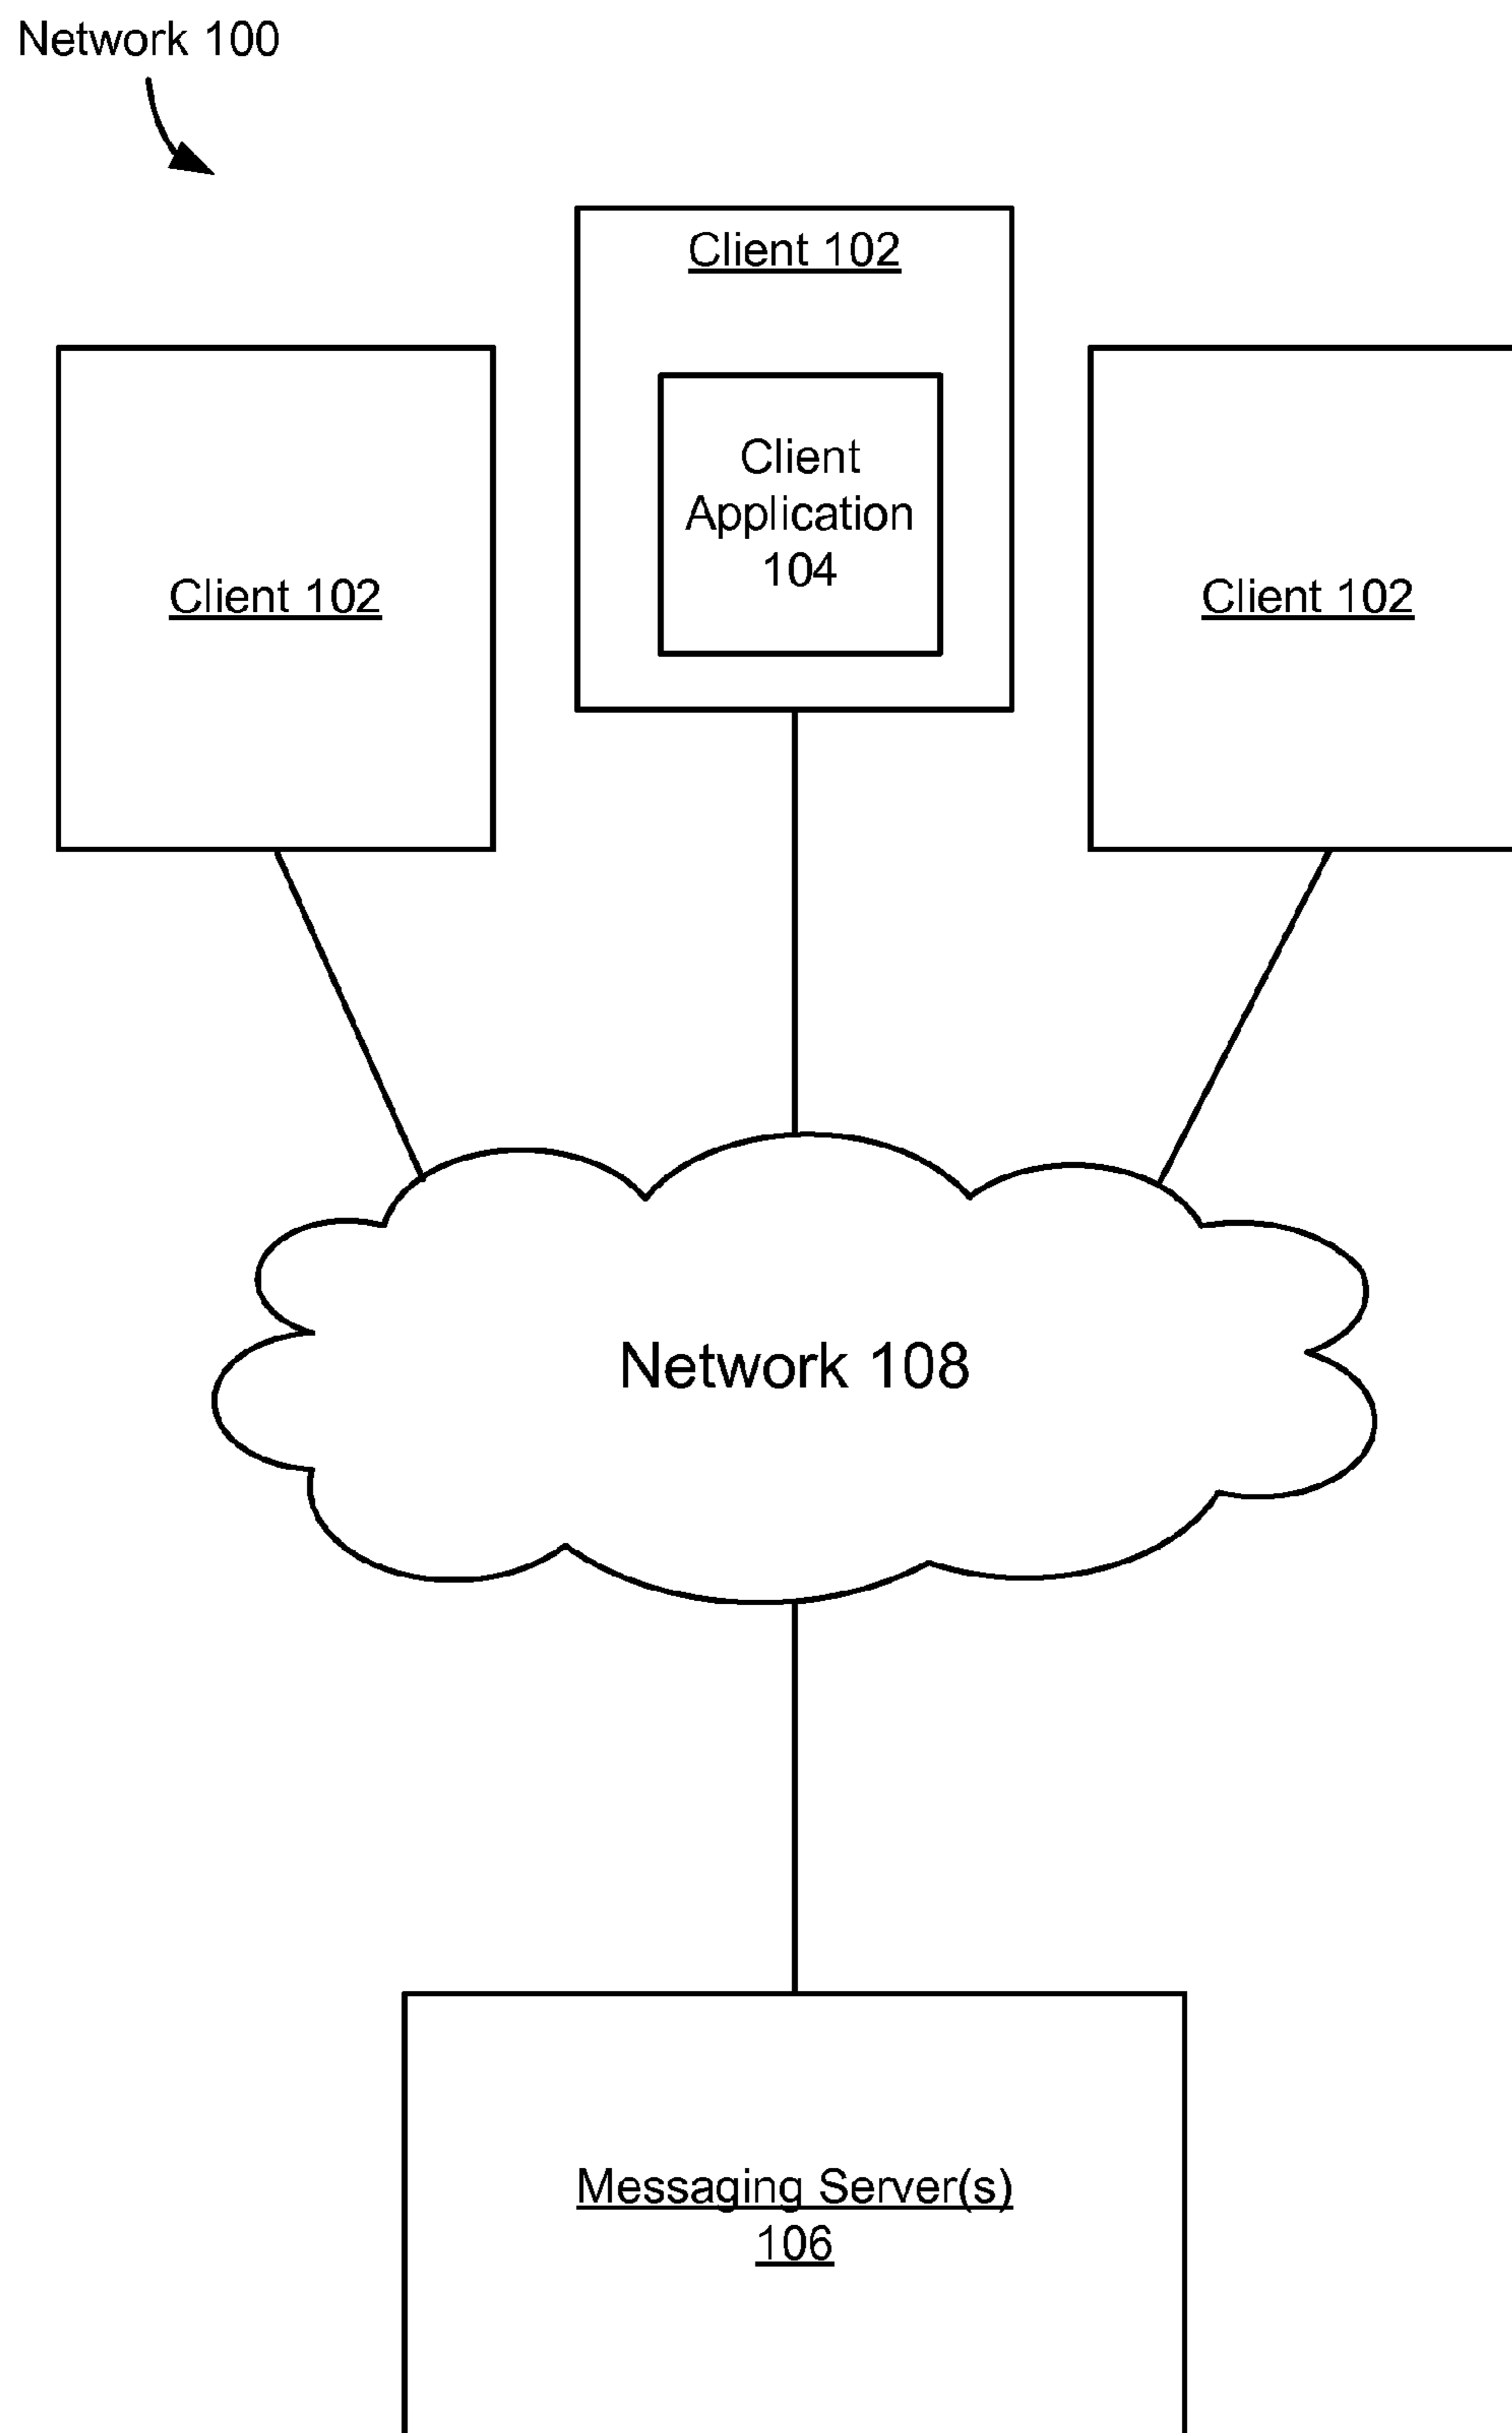 Network 100
Client 102
Client
Application
104
Client 102
Client 102
Network 108
Messaging Server(s)
106